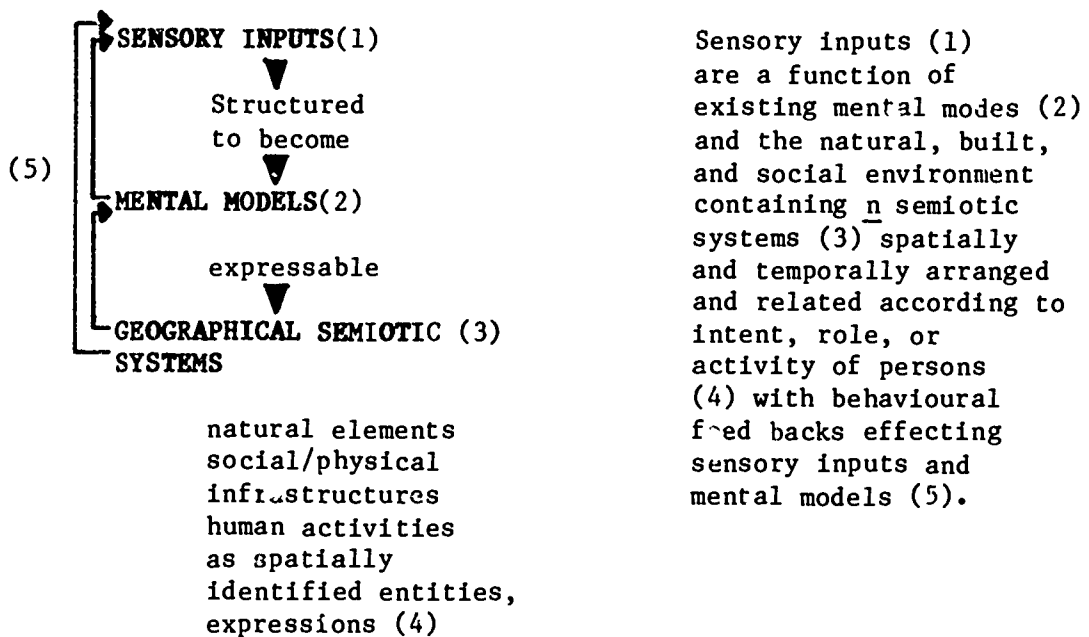 SENSORY INPUTS(1)
Structured
to become
(5)
MENTAL MODELS(2)
expressable
GEOGRAPHICAL SEMIOTIC (3)
SYSTEMS
natural elements
social/physical
infrastructures
human activities
as spatially
identified entities,
expressions (4)
Sensory inputs (1)
are a function of
existing mental modes (2)
and the natural, built,
and social environment
containing n semiotic
systems (3) spatially
and temporally arranged
and related according to
intent, role, or
activity of persons
(4) with behavioural
feed backs effecting
sensory inputs and
mental models (5).